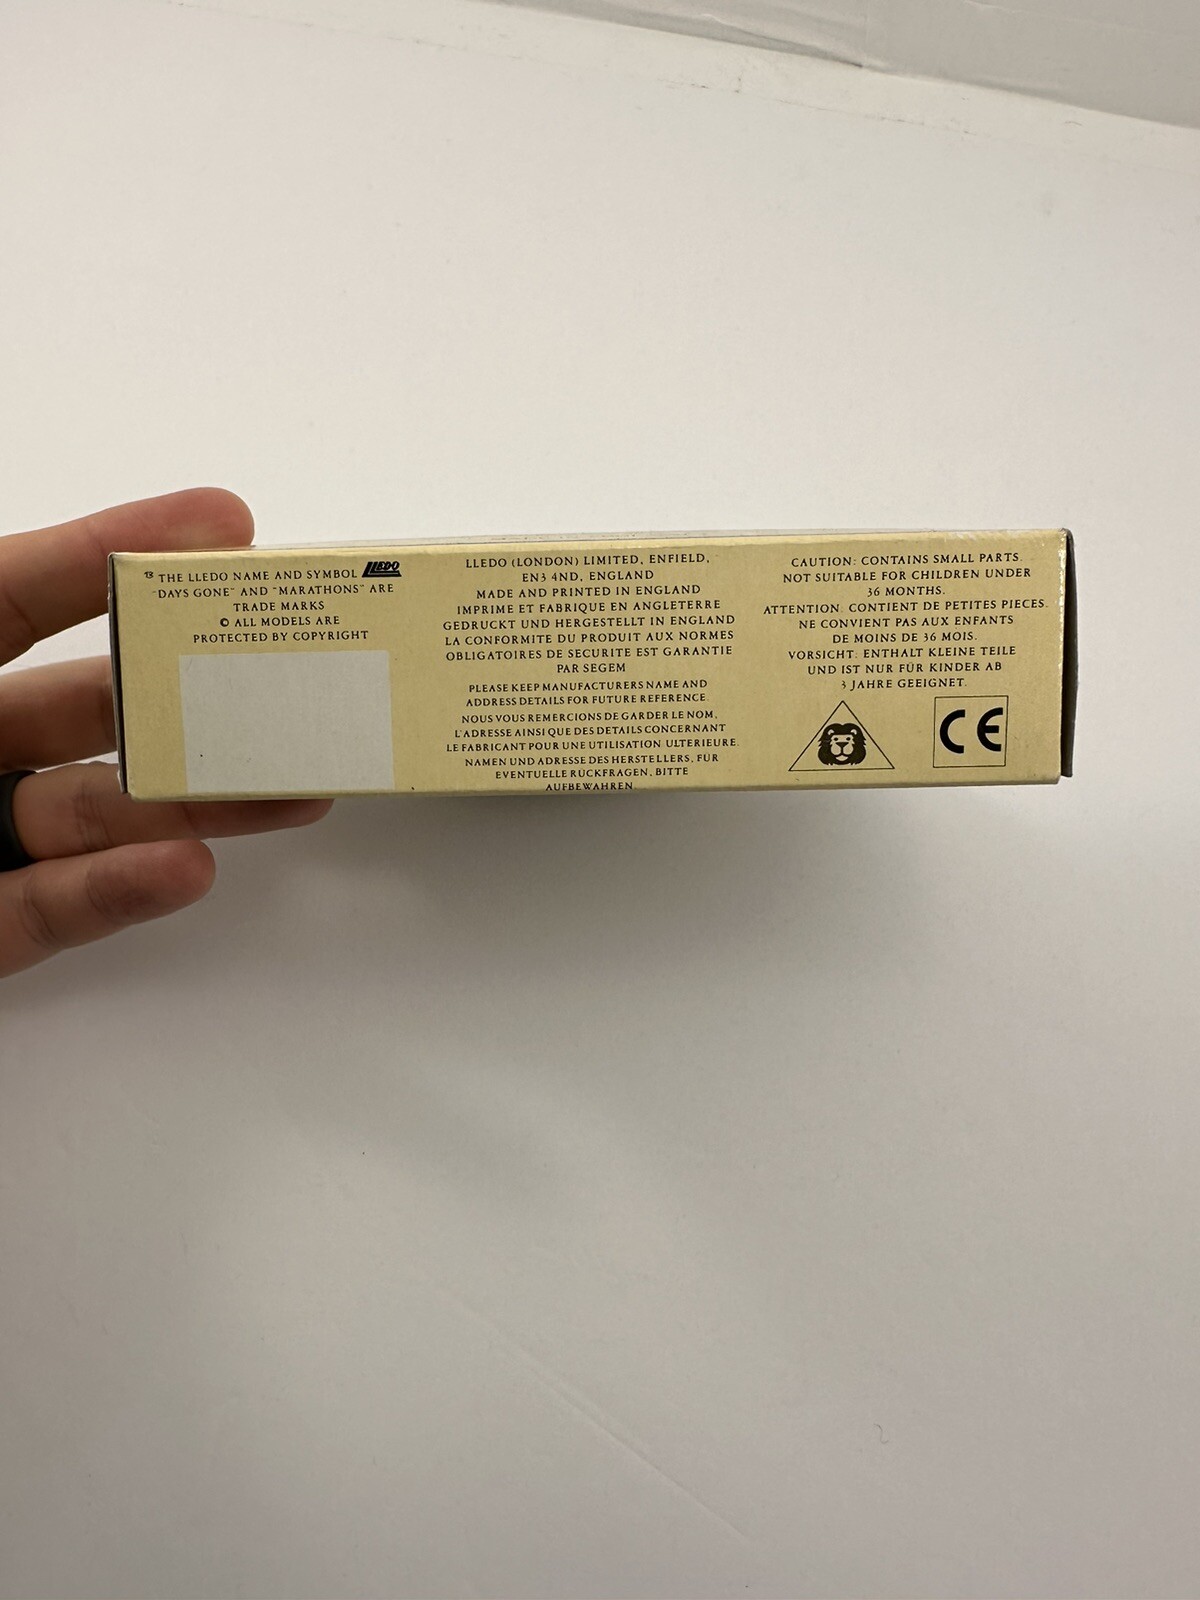 THE LLEDO NAME AND SYMBOL LLEDO
"DAYS GONE" AND "MARATHONS" ARE
TRADE MARKS
© ALL MODELS ARE
PROTECTED BY COPYRIGHT
LLEDO (LONDON) LIMITED, ENFIELD,
EN3 4ND, ENGLAND
MADE AND PRINTED IN ENGLAND
IMPRIME ET FABRIQUE EN ANGLETERRE
GEDRUCKT UND HERGESTELLT IN ENGLAND
LA CONFORMITE DU PRODUIT AUX NORMES
OBLIGATOIRES DE SECURITE EST GARANTIE
PAR SEGEM
PLEASE KEEP MANUFACTURERS NAME AND
ADDRESS DETAILS FOR FUTURE REFERENCE.
NOUS VOUS REMERCIONS DE GARDER LE NOM,
L'ADRESSE AINSI QUE DES DETAILS CONCERNANT
LE FABRICANT POUR UNE UTILISATION ULTERIEURE.
NAMEN UND ADRESSE DES HERSTELLERS, FUR
EVENTUELLE RÜCKFRAGEN, BITTE
AUFBEWAHREN.
CAUTION: CONTAINS SMALL PARTS.
NOT SUITABLE FOR CHILDREN UNDER
36 MONTHS.
ATTENTION. CONTIENT DE PETITES PIECES.
NE CONVIENT PAS AUX ENFANTS
DE MOINS DE 36 MOIS.
VORSICHT: ENTHALT KLEINE TEILE
UND IST NUR FÜR KINDER AB
3 JAHRE GEEIGNET.
CE